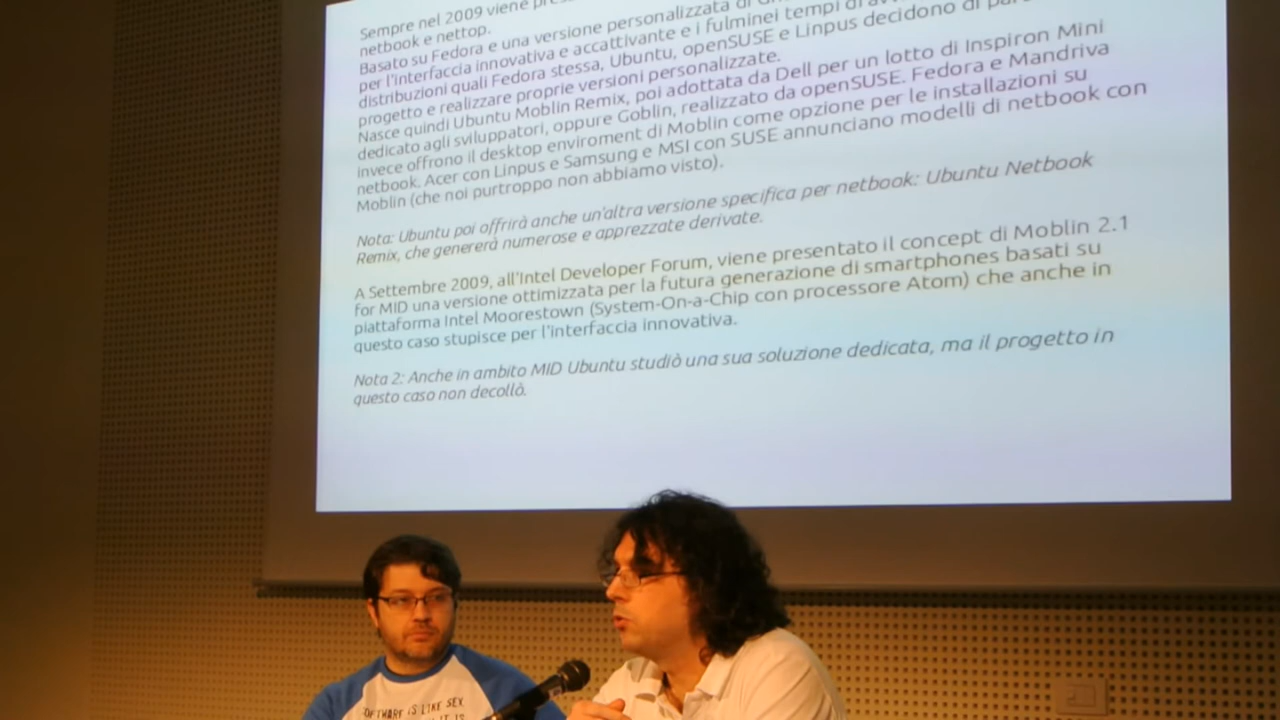 Sempre nel 2009 viene
netbook e nettop.
Basato su Fedora e una versione personalizzata di
per l'interfaccia innovativa e accattivante e i fulminei tempi di
distribuzioni quali Fedora stessa, Ubuntu, openSUSE e Linpus decidono di
progetto e realizzare proprie versioni personalizzate.
Nasce quindi Ubuntu Moblin Remix, poi adottata da Dell per un lotto di Inspiron Mini
dedicato agli sviluppatori, oppure Goblin, realizzato da openSUSE. Fedora e Mandriva
invece offrono il desktop enviroment di Moblin come opzione per le installazioni su
netbook. Acer con Linpus e Samsung e MSI con SUSE annunciano modelli di netbook con
Moblin (che noi purtroppo non abbiamo visto).
Nota: Ubuntu poi offrirà anche un'altra versione specifica per netbook: Ubuntu Netbook
Remix, che genererà numerose e apprezzate derivate.
A Settembre 2009, all'Intel Developer Forum, viene presentato il concept di Moblin 2.1
for MID una versione ottimizzata per la futura generazione di smartphones basati su
piattaforma Intel Moorestown (System-On-a-Chip con processore Atom) che anche in
questo caso stupisce per l'interfaccia innovativa.
Nota 2: Anche in ambito MID Ubuntu studiò una sua soluzione dedicata, ma il progetto in
questo caso non decollò.
SOFTWARE IS LIKE SEX
IT IS